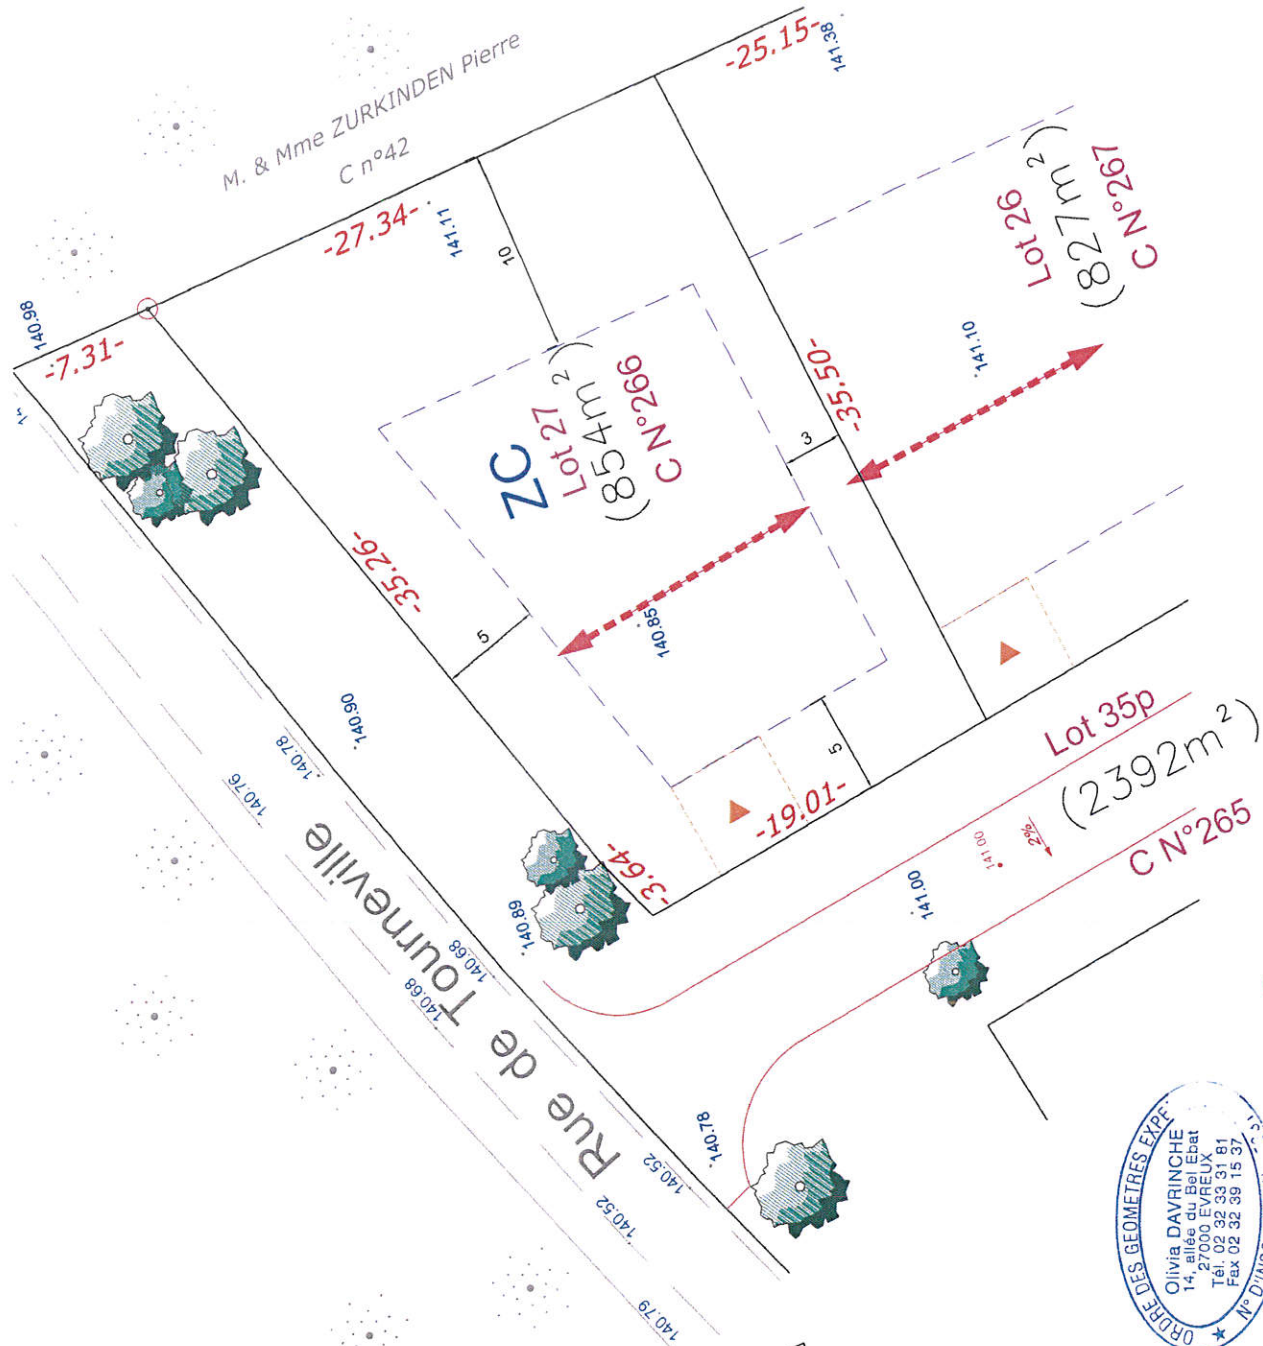 M. & Mme ZURKINDEN Pierre
C n°42
-25.15-
141.38
-27.34-
141.11
10
140.98
-7.31-
Lot 26
(827m²)
C N°267
141.10
-35.50-
3
ZC
Lot 27
(854m²)
C N°266
-35.26-
5
140.85
140.90
140.78
140.76
5
-19.01-
-3.64-
140.89
Lot 35p
(2392m²)
C N°265
141.00
2%
141.00
Rue de Tourneville
140.68
140.68
140.78
140.52
140.52
140.79
ORDRE DES GEOMETRES EXPE
Olivia DAVRINCHE
14, allée du Bel Ebat
27000 EVREUX
Tél. 02 32 33 31 81
Fax 02 32 39 15 37